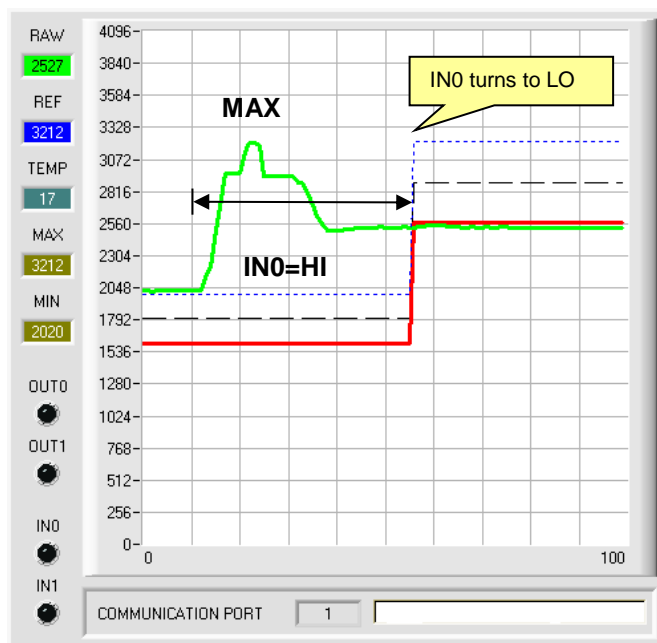 RAW
2527
REF
3212
TEMP
17
MAX
3212
MIN
2020
OUT0
OUT1
IN0
IN1
4096
3840
3584
3328
3072
2816
2560
2304
2048
1792
1536
1280
1024
768
512
256
0
0
100
MAX
IN0 turns to LO
IN0=HI
COMMUNICATION PORT
1